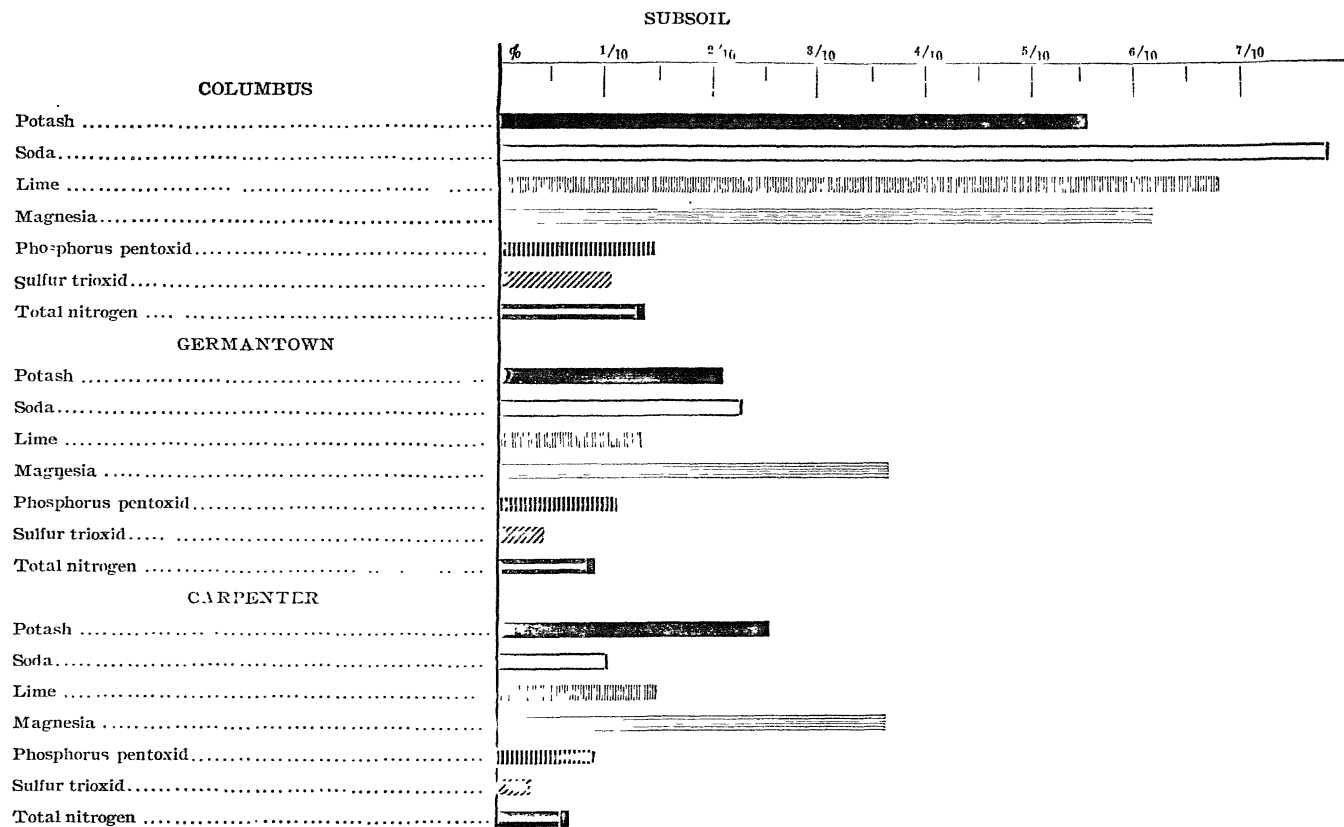 SUBSOIL
% 1/10 2/10 3/10 4/10 5/10 6/10 7/10
COLUMBUS
Potash
Soda
Lime
Magnesia
Phosphorus pentoxid
Sulfur trioxid
Total nitrogen
GERMANTOWN
Potash
Soda
Lime
Magnesia
Phosphorus pentoxid
Sulfur trioxid
Total nitrogen
CARPENTER
Potash
Soda
Lime
Magnesia
Phosphorus pentoxid
Sulfur trioxid
Total nitrogen